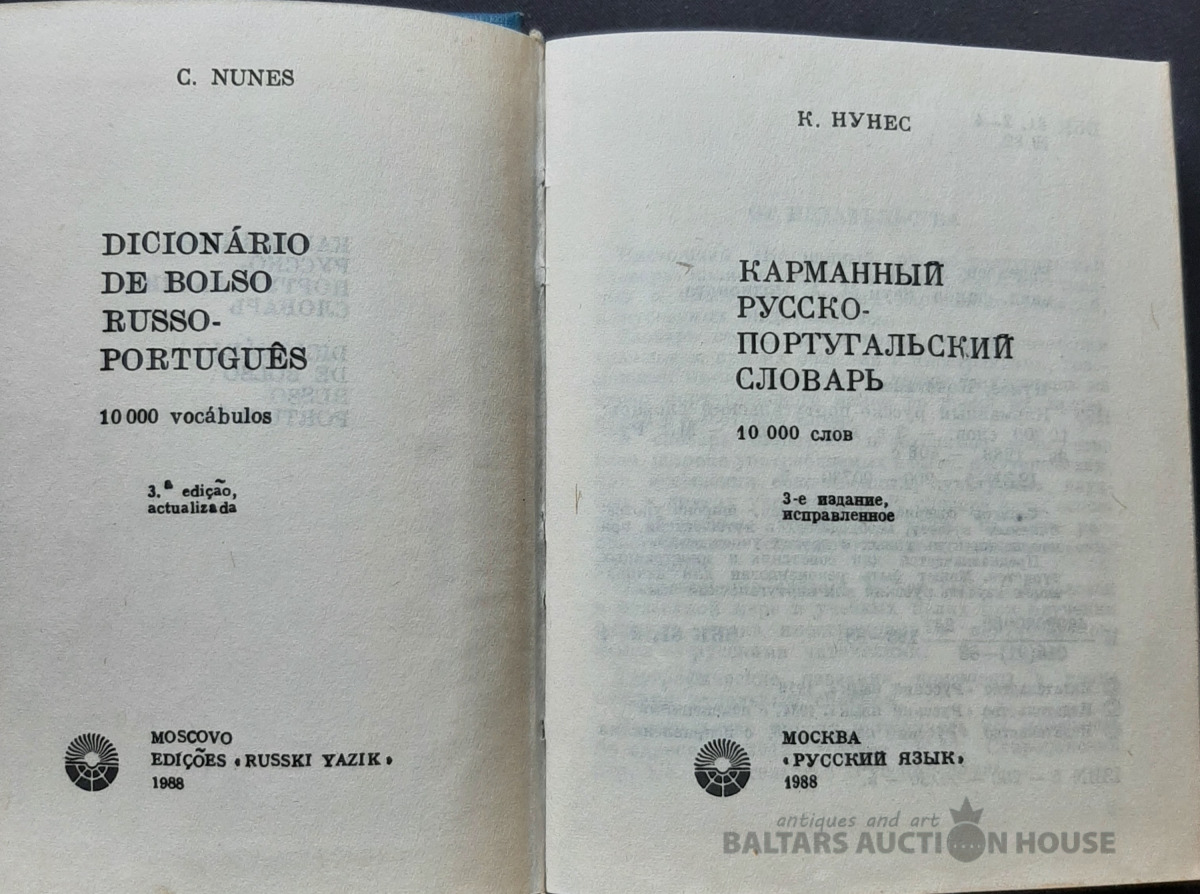 C. NUNES
DICIONÁRIO
DE BOLSO
RUSSO-
PORTUGUÊS
10 000 vocábulos
3.ª edição,
actualizada
MOSCOVO
EDIÇÕES «RUSSKI YAZIK»
1988
К. НУНЕС
КАРМАННЫЙ
РУССКО-
ПОРТУГАЛЬСКИЙ
СЛОВАРЬ
10 000 слов
3-е издание,
исправленное
МОСКВА
«РУССКИЙ ЯЗЫК»
1988
antiques and art
BALTARS AUCTION HOUSE